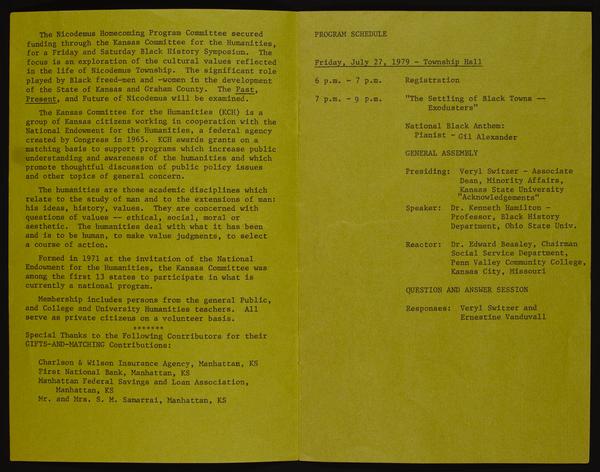 The Nicodemus Homecoming Program Committee secured
funding through the Kansas Committee for the Humanities,
for a Friday and Saturday Black History Symposium. The
focus is an exploration of the cultural values reflected
in the life of Nicodemus Township. The significant role
played by Black freed-men and -women in the development
of the State of Kansas and Graham County. The Past,
Present, and Future of Nicodemus will be examined.
The Kansas Committee for the Humanities (KCH) is a
group of Kansas citizens working in cooperation with the
National Endowment for the Humanities, a federal agency
created by Congress in 1965. KCH awards grants on a
matching basis to support programs which increase public
understanding and awareness of the humanities and which
promote thoughtful discussion of public policy issues
and other topics of general concern.
The humanities are those academic disciplines which
relate to the study of man and to the extensions of man:
his ideas, history, values. They are concerned with
questions of values -- ethical, social, moral or
aesthetic. The humanities deal with what it has been
and is to be human, to make value judgments, to select
a course of action.
Formed in 1971 at the invitation of the National
Endowment for the Humanities, the Kansas Committee was
among the first 13 states to participate in what is
currently a national program.
Membership includes persons from the general Public,
and College and University Humanities teachers. All
serve as private citizens on a volunteer basis.
*******
Special Thanks to the Following Contributors for their
GIFTS-AND-MATCHING Contributions:
Charlson & Wilson Insurance Agency, Manhattan, KS
First National Bank, Manhattan, KS
Manhattan Federal Savings and Loan Association,
Manhattan, KS
Mr. and Mrs. S. M. Samarrai, Manhattan, KS
PROGRAM SCHEDULE
Friday, July 27, 1979 - Township Hall
6 p.m. - 7 p.m. Registration
7 p.m. - 9 p.m. "The Settling of Black Towns --
Exodusters"
National Black Anthem:
Pianist - Gil Alexander
GENERAL ASSEMBLY
Presiding: Veryl Switzer - Associate
Dean, Minority Affairs,
Kansas State University
"Acknowledgements"
Speaker: Dr. Kenneth Hamilton -
Professor, Black History
Department, Ohio State Univ.
Reactor: Dr. Edward Beasley, Chairman
Social Service Department,
Penn Valley Community College,
Kansas City, Missouri
QUESTION AND ANSWER SESSION
Responses: Veryl Switzer and
Ernestine Vanduvall